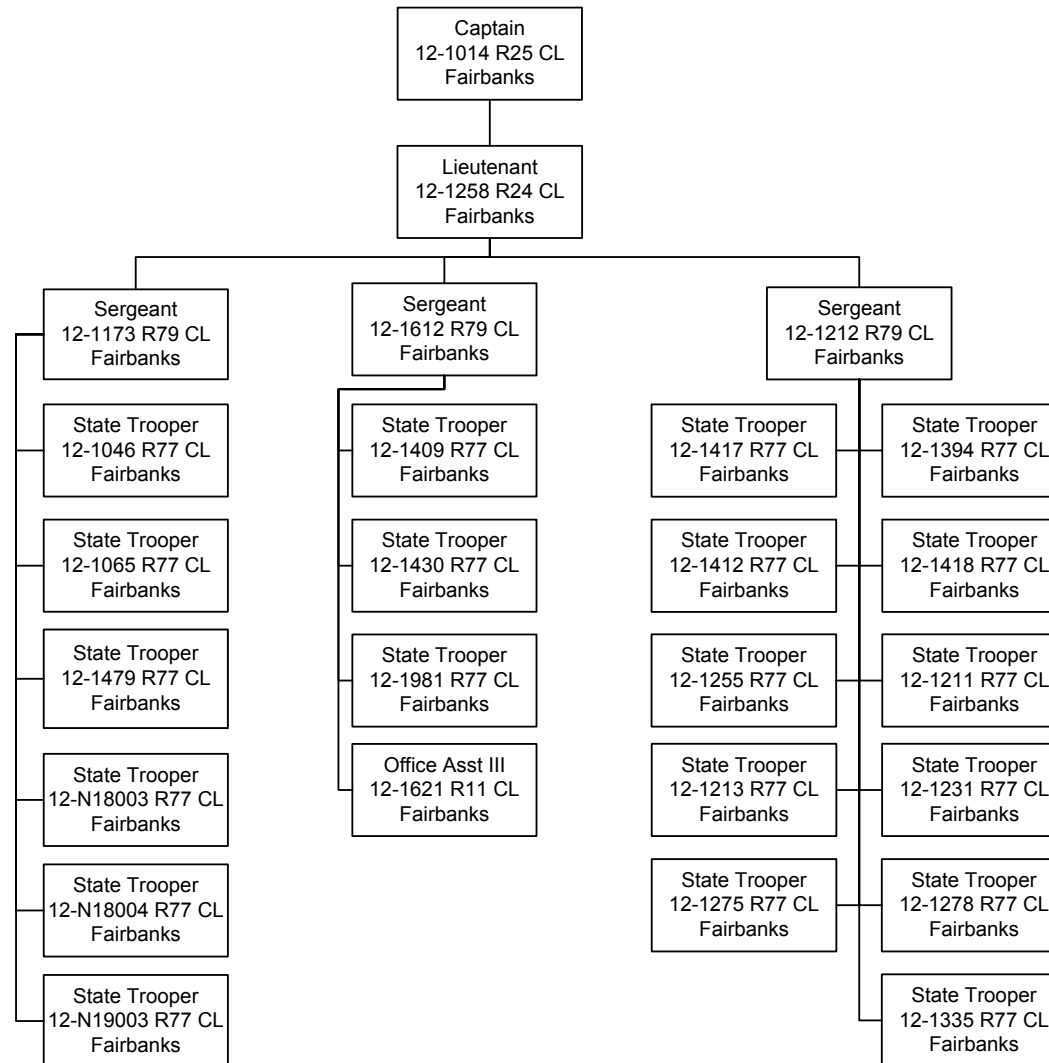 Captain
12-1014 R25 CL
Fairbanks
Lieutenant
12-1258 R24 CL
Fairbanks
Sergeant
12-1173 R79 CL
Fairbanks
State Trooper
12-1046 R77 CL
Fairbanks
State Trooper
12-1065 R77 CL
Fairbanks
State Trooper
12-1479 R77 CL
Fairbanks
State Trooper
12-N18003 R77 CL
Fairbanks
State Trooper
12-N18004 R77 CL
Fairbanks
State Trooper
12-N19003 R77 CL
Fairbanks
Sergeant
12-1612 R79 CL
Fairbanks
State Trooper
12-1409 R77 CL
Fairbanks
State Trooper
12-1430 R77 CL
Fairbanks
State Trooper
12-1981 R77 CL
Fairbanks
Office Asst III
12-1621 R11 CL
Fairbanks
Sergeant
12-1212 R79 CL
Fairbanks
State Trooper
12-1417 R77 CL
Fairbanks
State Trooper
12-1394 R77 CL
Fairbanks
State Trooper
12-1412 R77 CL
Fairbanks
State Trooper
12-1418 R77 CL
Fairbanks
State Trooper
12-1255 R77 CL
Fairbanks
State Trooper
12-1211 R77 CL
Fairbanks
State Trooper
12-1213 R77 CL
Fairbanks
State Trooper
12-1231 R77 CL
Fairbanks
State Trooper
12-1275 R77 CL
Fairbanks
State Trooper
12-1278 R77 CL
Fairbanks
State Trooper
12-1335 R77 CL
Fairbanks